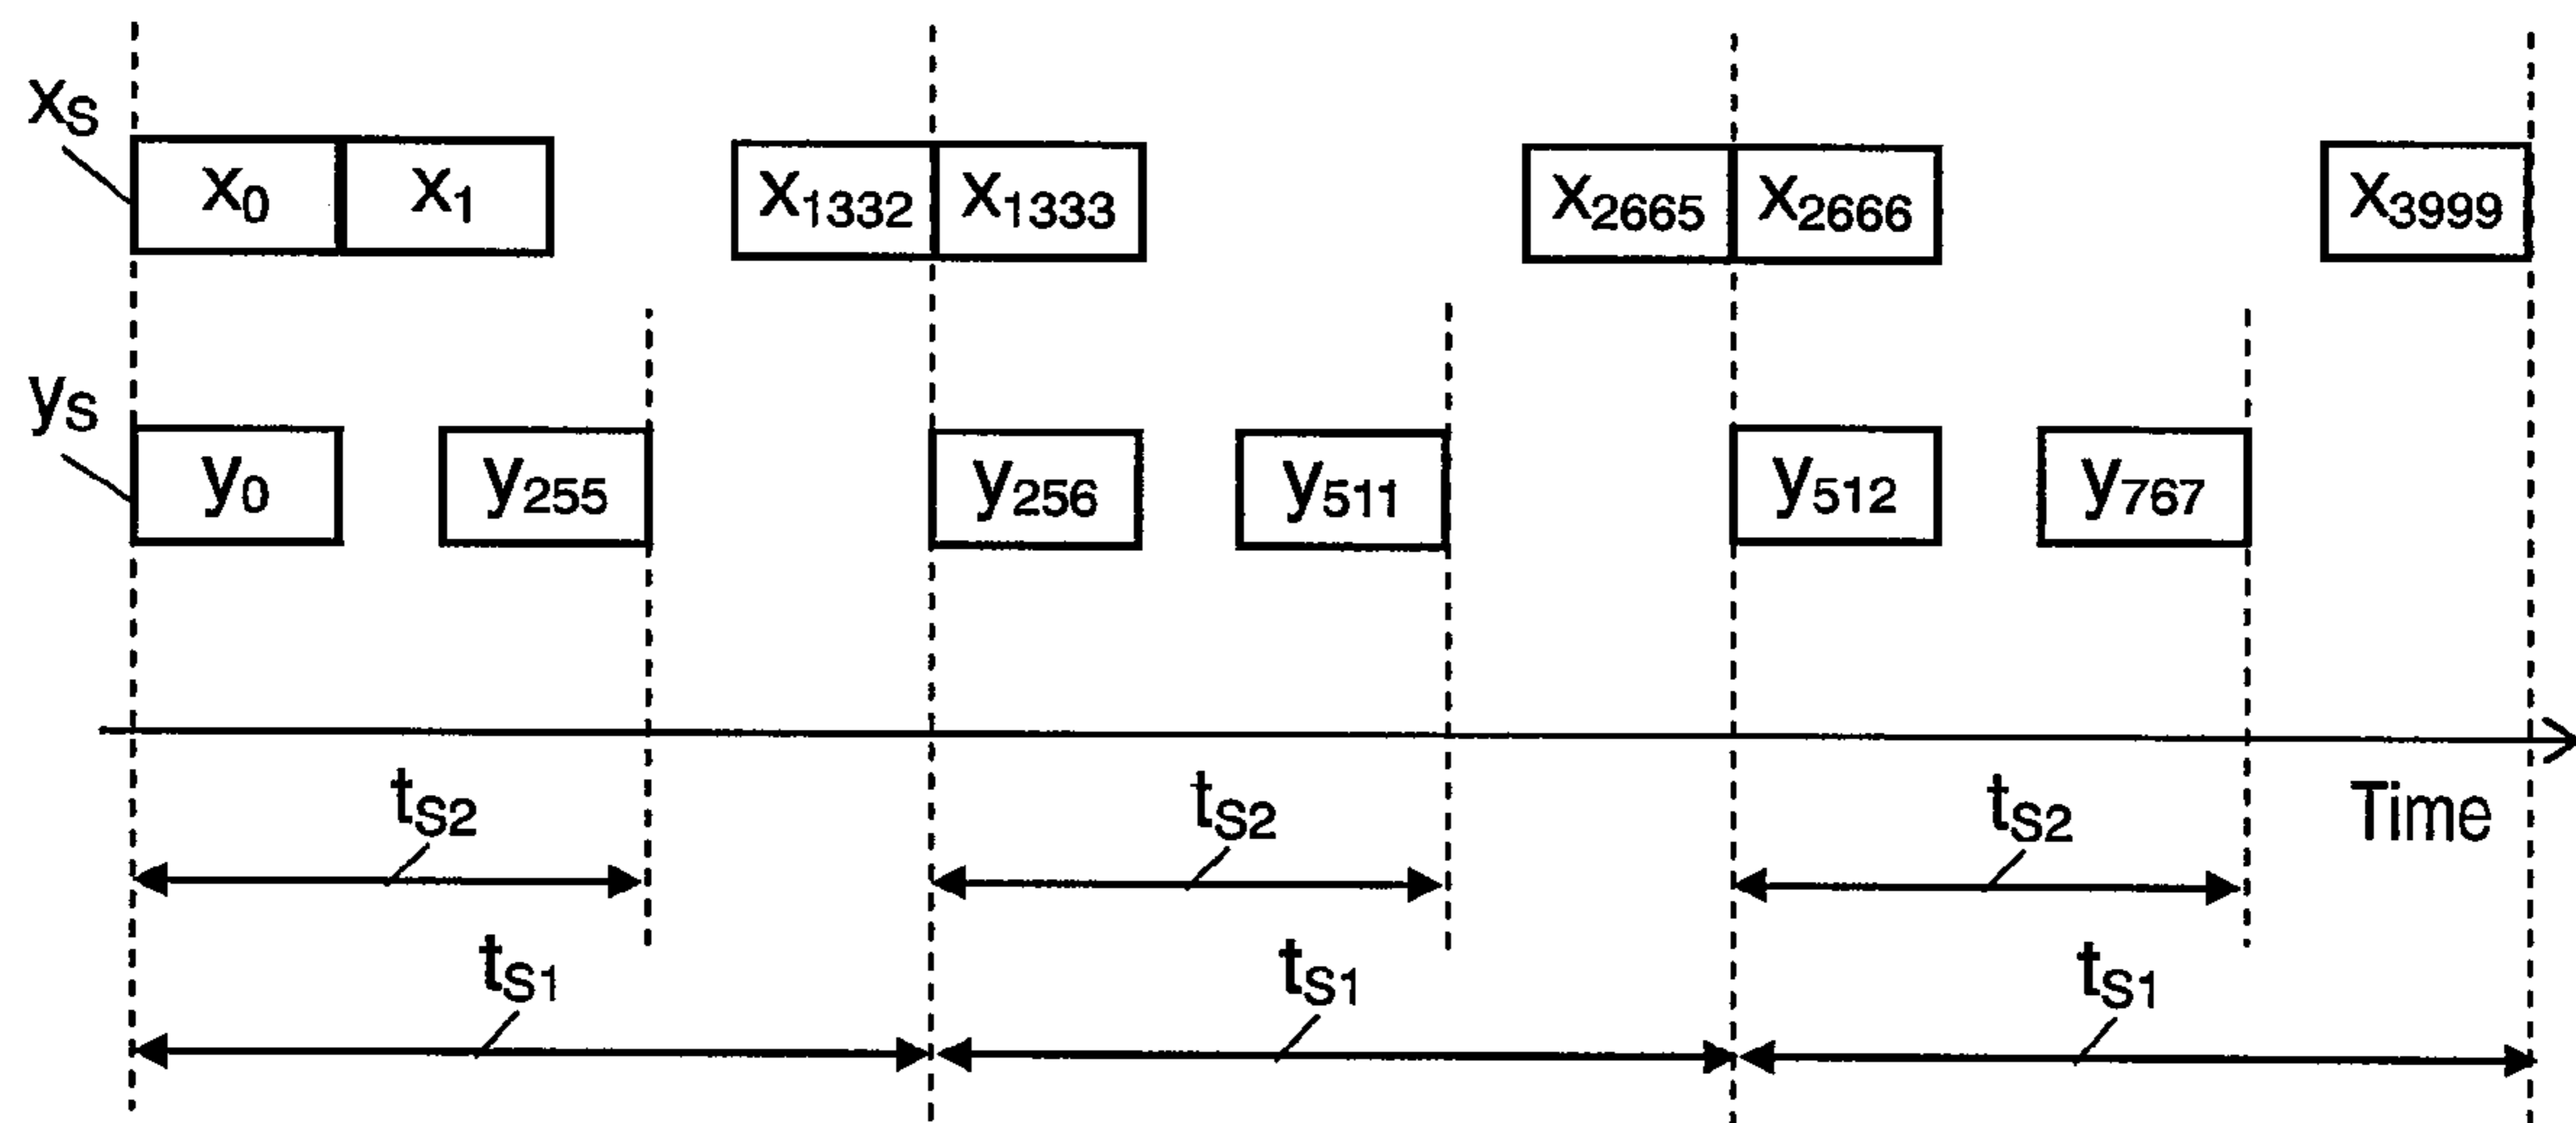 xS
x0 x1 x1332 x1333 x2665 x2666 x3999
yS
y0 y255 y256 y511 y512 y767
tS2 tS2 tS2 Time
tS1 tS1 tS1